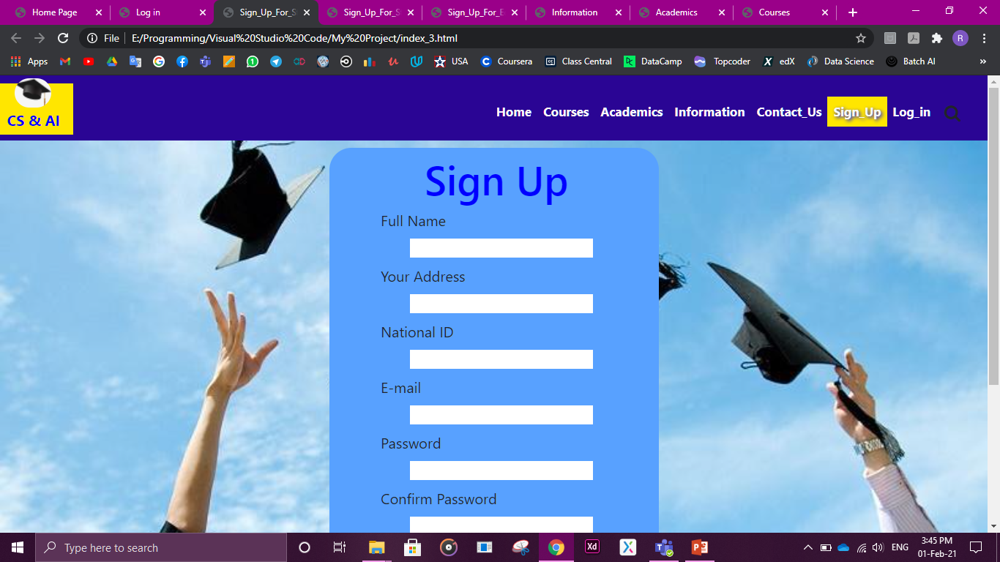 Home Page
Log in
Sign_Up_For_S
Sign_Up_For_S
Sign_Up_For_E
Information
Academics
Courses
File
E:/Programming/Visual%20Studio%20Code/My%20Project/index_3.html
R
Apps
USA
Coursera
Class Central
DataCamp
Topcoder
edX
Data Science
Batch AI
CS & AI
Home
Courses
Academics
Information
Contact_Us
Sign_Up
Log_in
Sign Up
Full Name
Your Address
National ID
E-mail
Password
Confirm Password
Type here to search
Xd
ENG
3:45 PM
01-Feb-21